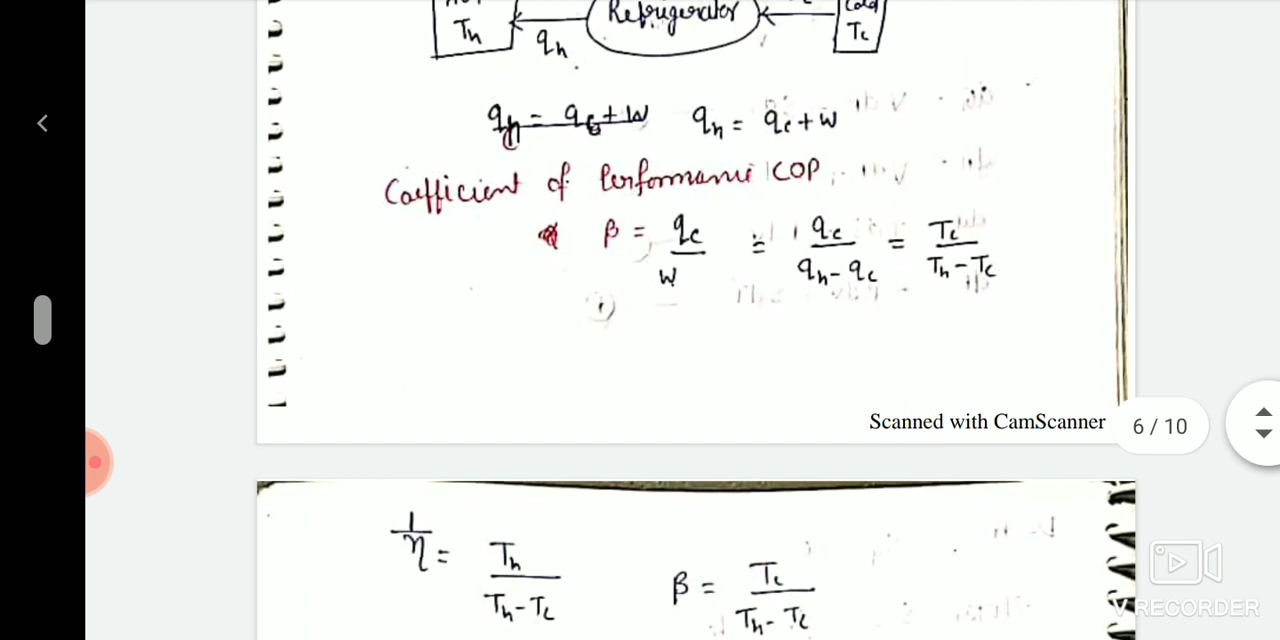 Refrigerator
Cold
Th
Tc
qh
qh = qc + W qh = qc + W
Coefficient of Performance COP
β = qc / W = qc / qh - qc = Tc / Th - Tc
Scanned with CamScanner
6 / 10
1/η = Th / Th - Tc β = Tc / Th - Tc
V RECORDER